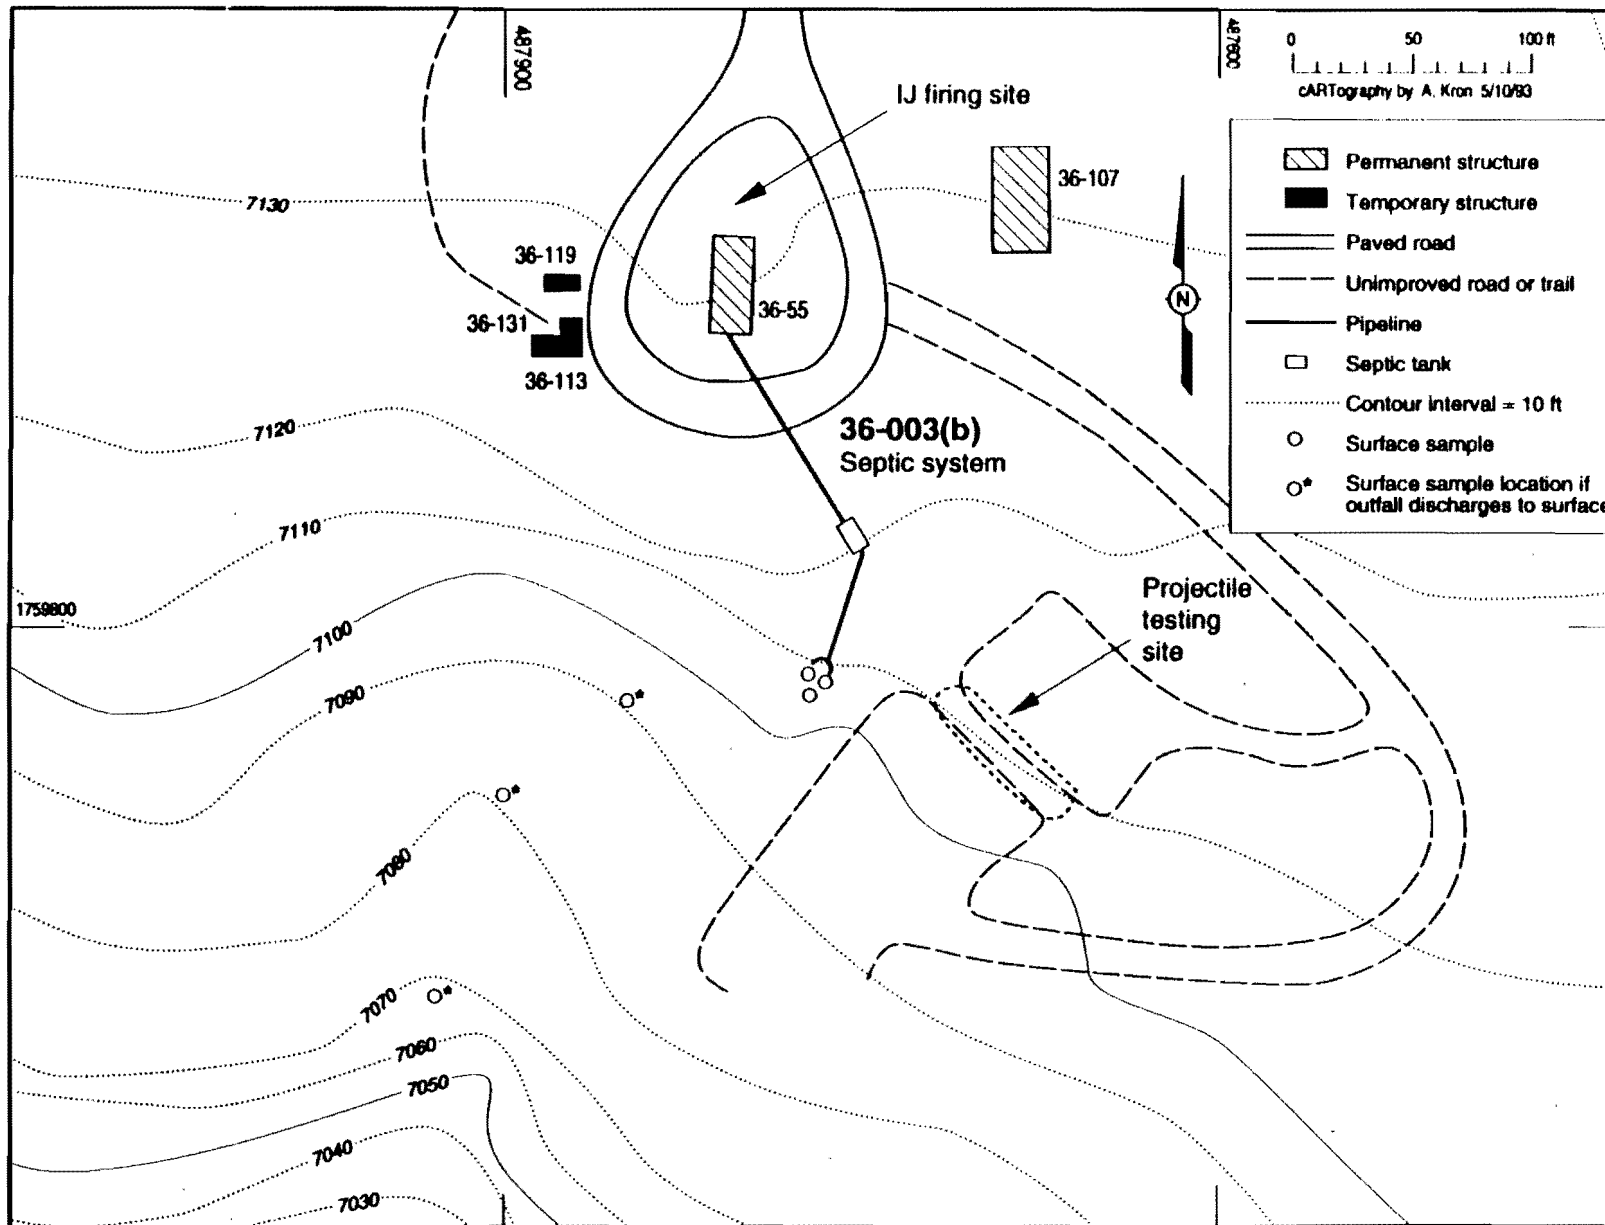 487900
487600
0 50 100 ft
cARTography by A. Kron 5/10/93
IJ firing site
Permanent structure
Temporary structure
Paved road
Unimproved road or trail
Pipeline
Septic tank
Contour interval = 10 ft
Surface sample
Surface sample location if
outfall discharges to surface
36-107
N
7130
36-119
36-131
36-113
36-55
7120
36-003(b)
Septic system
7110
Projectile
testing
site
1759800
7100
7090
*
*
7080
7070
*
7060
7050
7040
7030